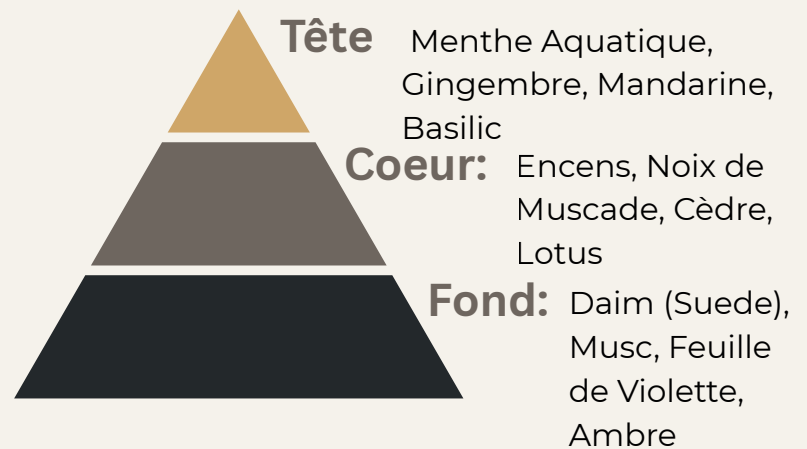 Tête Menthe Aquatique,
Gingembre, Mandarine,
Basilic
Coeur: Encens, Noix de
Muscade, Cèdre,
Lotus
Fond: Daim (Suede),
Musc, Feuille
de Violette,
Ambre